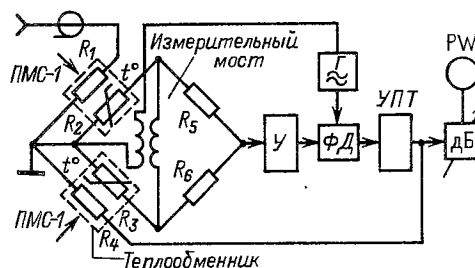 R1
Измерительный
мост
PW
ПМС-1
t°
Г
УПТ
R2
R5
У
ФД
дБ
t°
R6
ПМС-1
R3
R4
Теплообменник